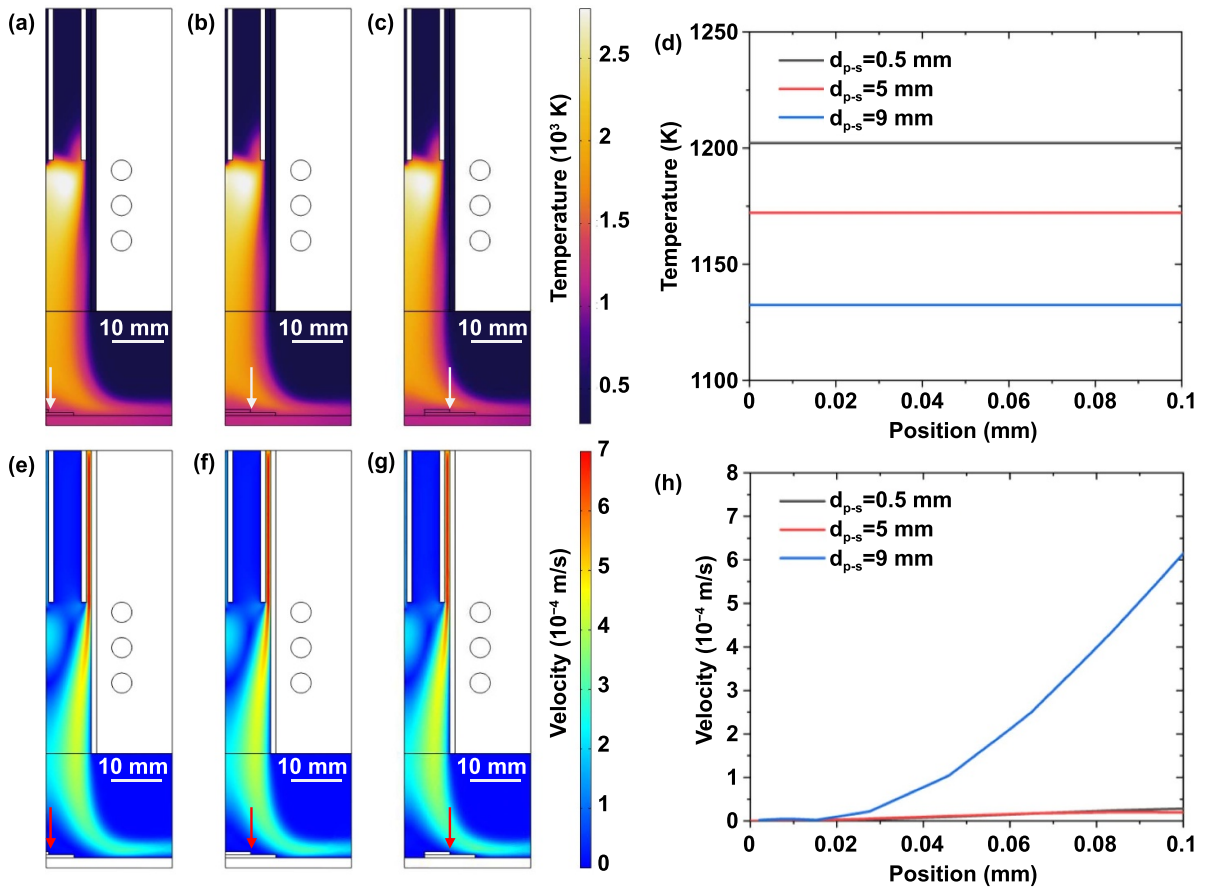 (a)
(b)
(c)
10 mm
10 mm
10 mm
Temperature (10³ K)
2.5
2
1.5
1
0.5
(d)
dp-s=0.5 mm
dp-s=5 mm
dp-s=9 mm
Temperature (K)
1250
1200
1150
1100
0 0.02 0.04 0.06 0.08 0.1
Position (mm)
(e)
(f)
(g)
10 mm
10 mm
10 mm
Velocity (10⁻⁴ m/s)
7
6
5
4
3
2
1
0
(h)
dp-s=0.5 mm
dp-s=5 mm
dp-s=9 mm
Velocity (10⁻⁴ m/s)
8
7
6
5
4
3
2
1
0
0 0.02 0.04 0.06 0.08 0.1
Position (mm)